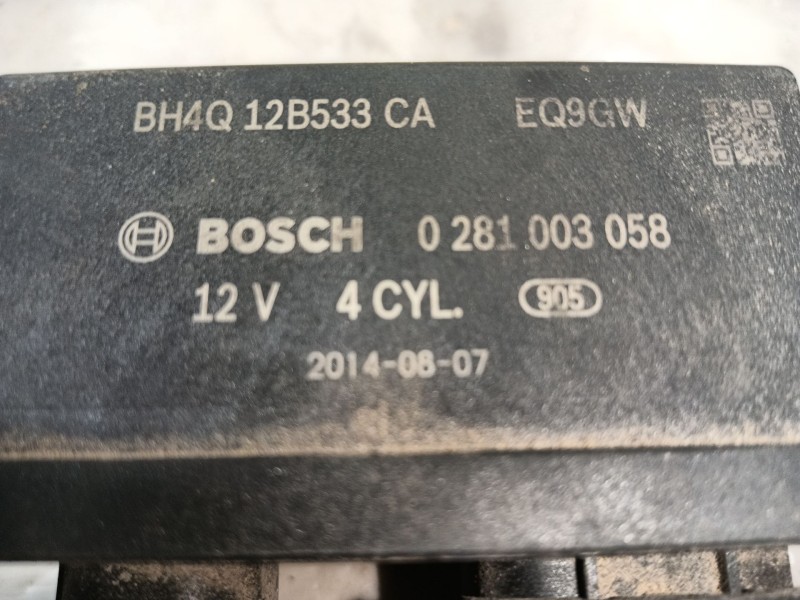 BH4Q 12B533 CA EQ9GW
BOSCH 0 281 003 058
12 V 4 CYL. 905
2014-08-07